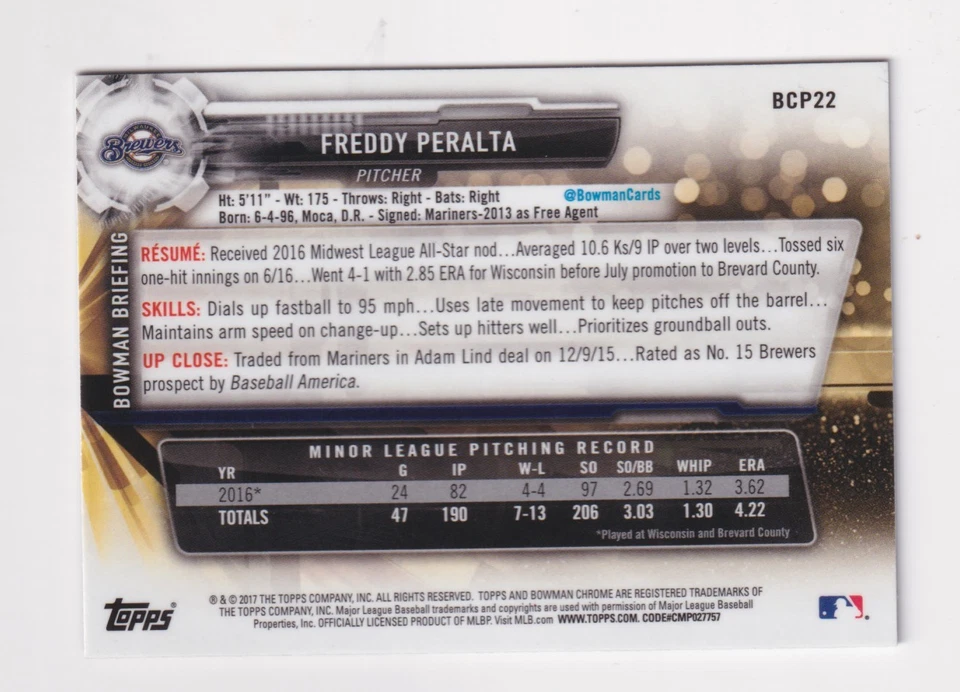 BCP22
Brewers
FREDDY PERALTA
PITCHER
Ht: 5'11" - Wt: 175 - Throws: Right - Bats: Right @BowmanCards
Born: 6-4-96, Moca, D.R. - Signed: Mariners-2013 as Free Agent
BOWMAN BRIEFING
RÉSUMÉ: Received 2016 Midwest League All-Star nod...Averaged 10.6 Ks/9 IP over two levels...Tossed six
one-hit innings on 6/16...Went 4-1 with 2.85 ERA for Wisconsin before July promotion to Brevard County.
SKILLS: Dials up fastball to 95 mph...Uses late movement to keep pitches off the barrel...
Maintains arm speed on change-up...Sets up hitters well...Prioritizes groundball outs.
UP CLOSE: Traded from Mariners in Adam Lind deal on 12/9/15...Rated as No. 15 Brewers
prospect by Baseball America.
MINOR LEAGUE PITCHING RECORD
YR G IP W-L SO SO/BB WHIP ERA
2016* 24 82 4-4 97 2.69 1.32 3.62
TOTALS 47 190 7-13 206 3.03 1.30 4.22
*Played at Wisconsin and Brevard County
Topps®
® & © 2017 THE TOPPS COMPANY, INC. ALL RIGHTS RESERVED. TOPPS AND BOWMAN CHROME ARE REGISTERED TRADEMARKS OF
THE TOPPS COMPANY, INC. Major League Baseball trademarks and copyrights are used with permission of Major League Baseball
Properties, Inc. OFFICIALLY LICENSED PRODUCT OF MLBP. Visit MLB.com WWW.TOPPS.COM. CODE#CMP027757